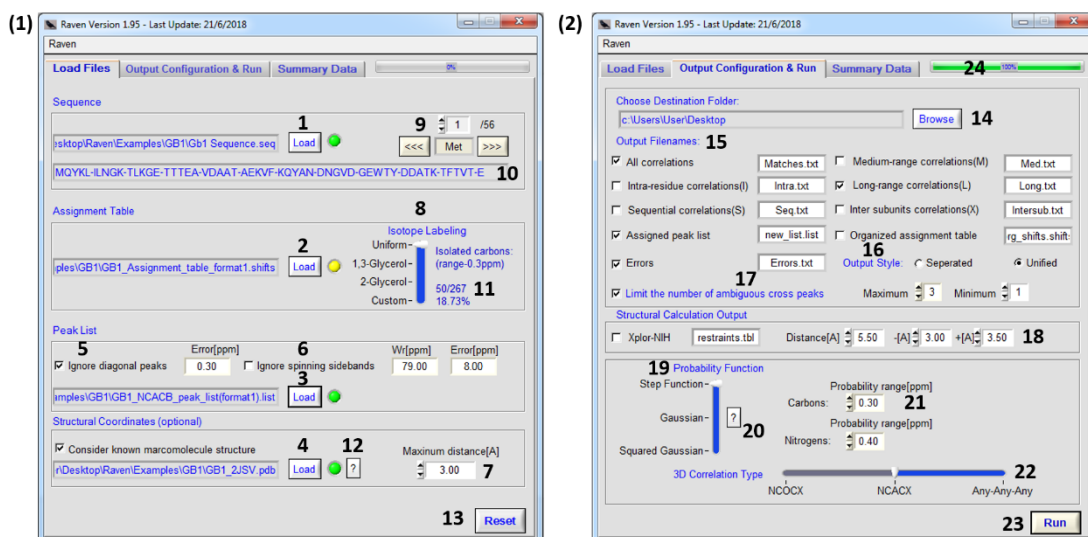 (1)
Raven Version 1.95 - Last Update: 21/6/2018
Raven
Load Files Output Configuration & Run Summary Data 0%
Sequence
1 9 1 /56
esktop\Raven\Examples\GB1\Gb1 Sequence.seq Load <<< Met >>>
MQYKL-ILNGK-TLKGE-TTTEA-VDAAT-AEKVF-KQYAN-DNGVD-GEWTY-DDATK-TFTVT-E 10
Assignment Table 8
Isotope Labeling
2 Uniform Isolated carbons:
(range-0.3ppm)
ples\GB1\GB1_Assignment_table_format1.shifts Load 1,3-Glycerol
2-Glycerol 50/267 11
Custom 18.73%
Peak List
5 Error[ppm] 6 Wr[ppm] Error[ppm]
Ignore diagonal peaks 0.30 Ignore spinning sidebands 79.00 8.00
3
amples\GB1\GB1_NCACB_peak_list(format1).list Load
Structural Coordinates (optional)
Consider known marcomolecule structure 4 12 Maxinum distance[A]
r\Desktop\Raven\Examples\GB1\GB1_2JSV.pdb Load ? 3.00 7
13 Reset
(2)
Raven Version 1.95 - Last Update: 21/6/2018
Raven
Load Files Output Configuration & Run Summary Data 24 100%
Choose Destination Folder:
c:\Users\User\Desktop Browse 14
Output Filenames: 15
All correlations Matches.txt Medium-range correlations(M) Med.txt
Intra-residue correlations(I) Intra.txt Long-range correlations(L) Long.txt
Sequential correlations(S) Seq.txt Inter subunits correlations(X) Intersub.txt
Assigned peak list new_list.list Organized assignment table rg_shifts.shift:
16
Errors Errors.txt Output Style: Seperated Unified
17
Limit the number of ambiguous cross peaks Maximum 3 Minimum 1
Structural Calculation Output
Xplor-NIH restraints.tbl Distance[A] 5.50 -[A] 3.00 +[A] 3.50 18
19 Probability Function
Step Function Probability range[ppm]
Carbons: 0.30 21
Gaussian ? 20 Probability range[ppm]
Nitrogens: 0.40
Squared Gaussian
3D Correlation Type 22
NCOCX NCACX Any-Any-Any
23 Run